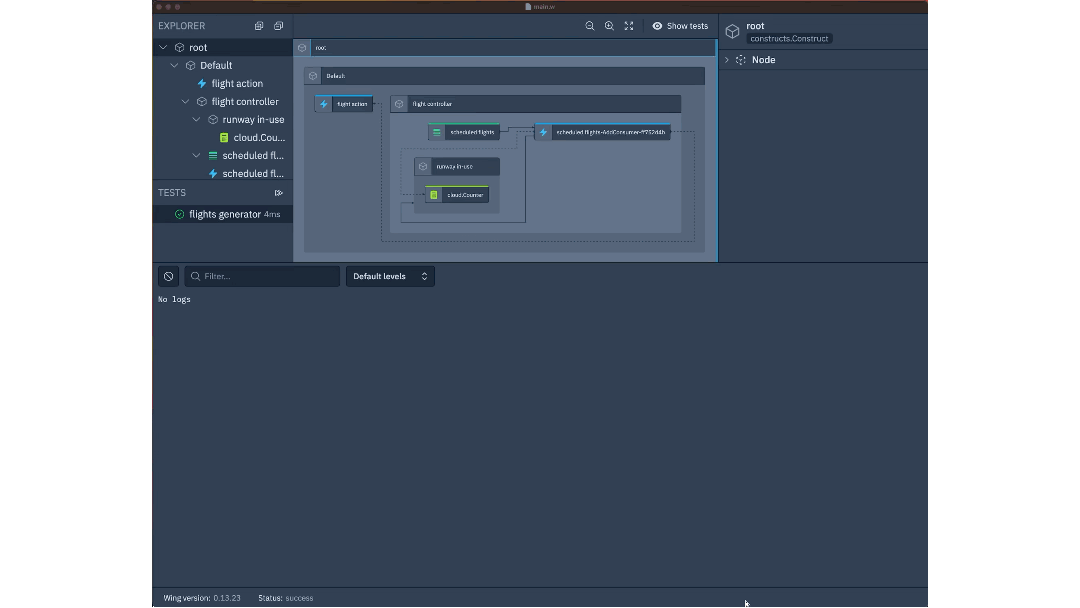 main.w
EXPLORER
Show tests
root
constructs.Construct
root
root
Node
Default
Default
flight action
flight action
flight controller
flight controller
scheduled flights
scheduled flights-AddConsumer-ff752d4b
runway in-use
runway in-use
cloud.Cou...
cloud.Counter
scheduled fl...
scheduled fl...
TESTS
flights generator 4ms
Filter...
Default levels
No logs
Wing version: 0.13.23
Status: success